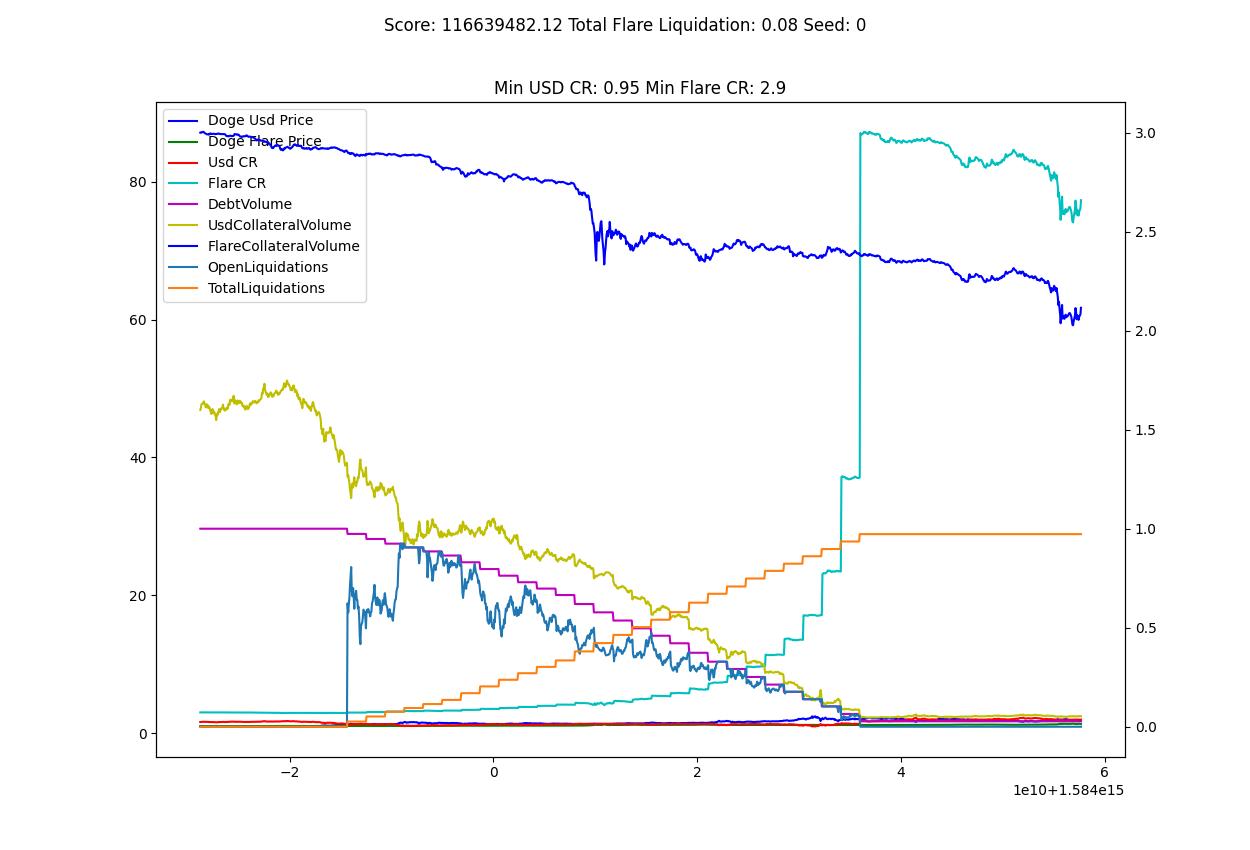 Score: 116639482.12 Total Flare Liquidation: 0.08 Seed: 0
Min USD CR: 0.95 Min Flare CR: 2.9
Doge Usd Price
Doge Flare Price
Usd CR
Flare CR
DebtVolume
UsdCollateralVolume
FlareCollateralVolume
OpenLiquidations
TotalLiquidations
80
60
40
20
0
3.0
2.5
2.0
1.5
1.0
0.5
0.0
−2
0
2
4
6
1e10+1.584e15